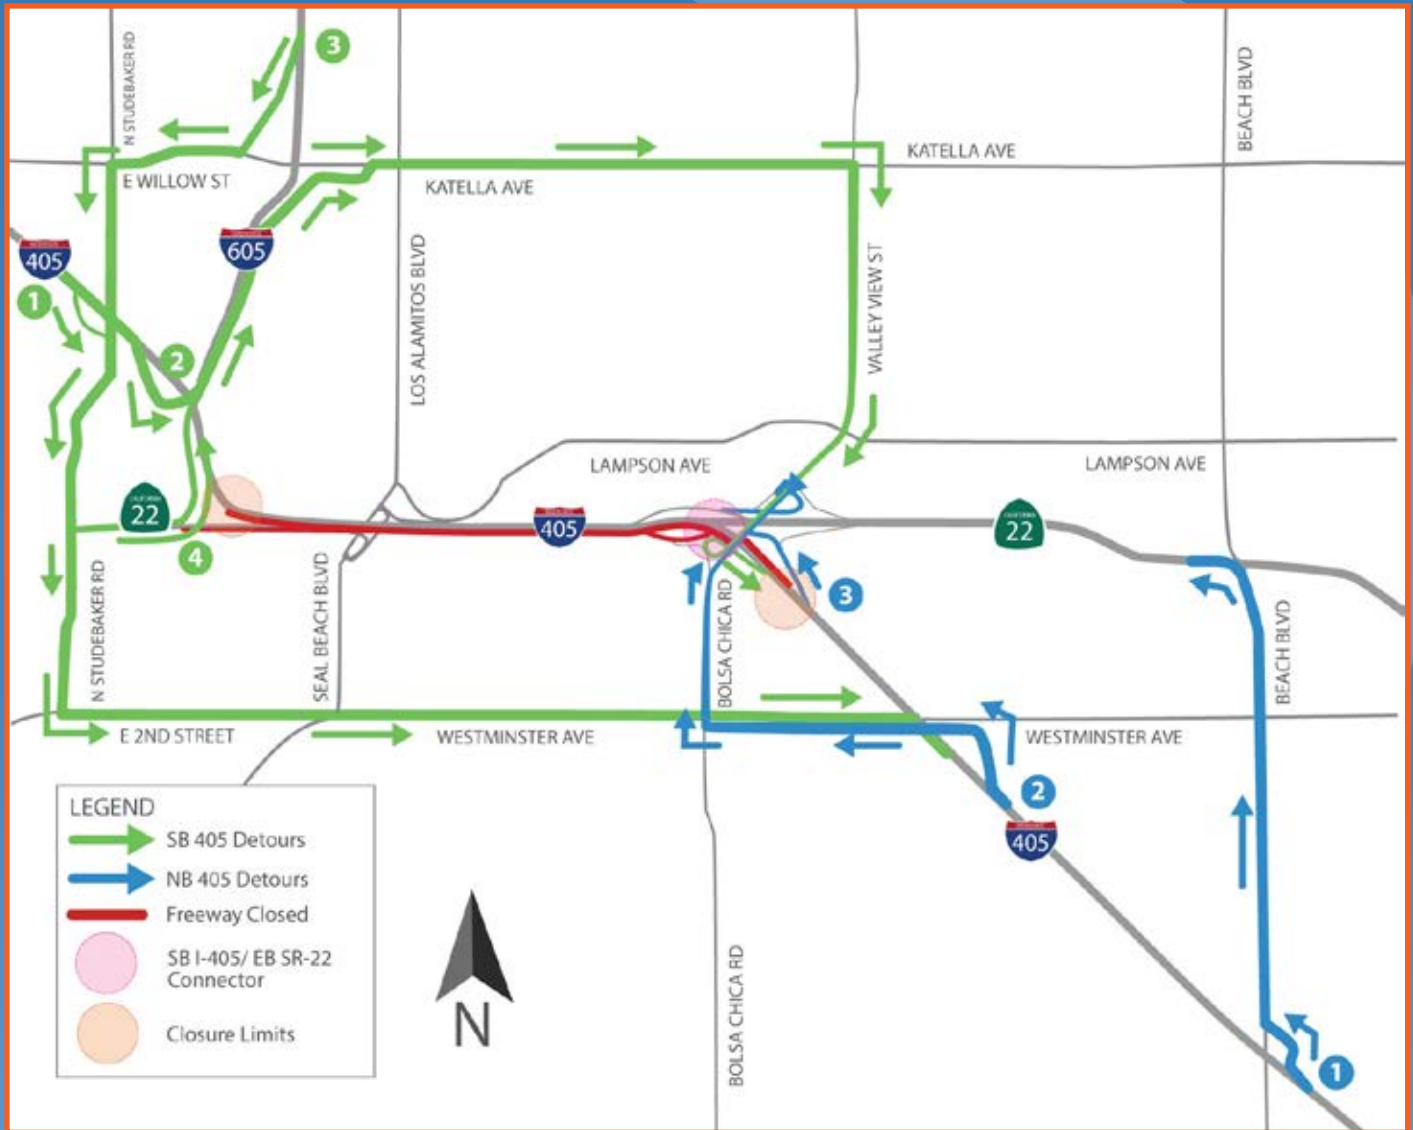 N STUDEBAKER RD
3
BEACH BLVD
KATELLA AVE
E WILLOW ST
KATELLA AVE
405
605
1
LOS ALAMITOS BLVD
VALLEY VIEW ST
2
LAMPSON AVE
LAMPSON AVE
CALIFORNIA
22
405
CALIFORNIA
22
4
N STUDEBAKER RD
SEAL BEACH BLVD
BOLSA CHICA RD
3
BEACH BLVD
E 2ND STREET
WESTMINSTER AVE
WESTMINSTER AVE
2
405
LEGEND
SB 405 Detours
NB 405 Detours
Freeway Closed
SB I-405/ EB SR-22
Connector
Closure Limits
N
BOLSA CHICA RD
1